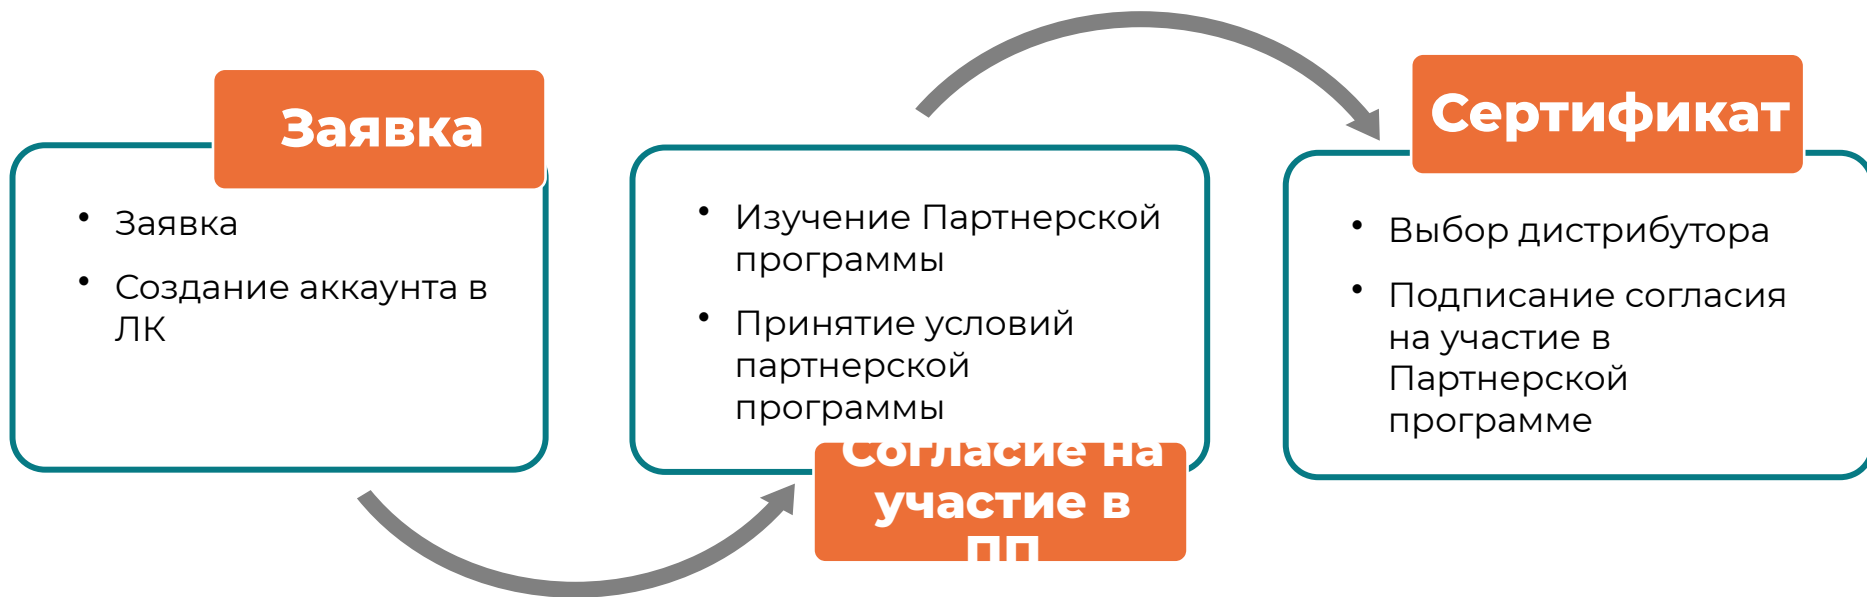 Заявка
• Заявка
• Создание аккаунта в
ЛК
• Изучение Партнерской
программы
• Принятие условий
партнерской
программы
Согласие на
участие в
ПП
Сертификат
• Выбор дистрибутора
• Подписание согласия
на участие в
Партнерской
программе